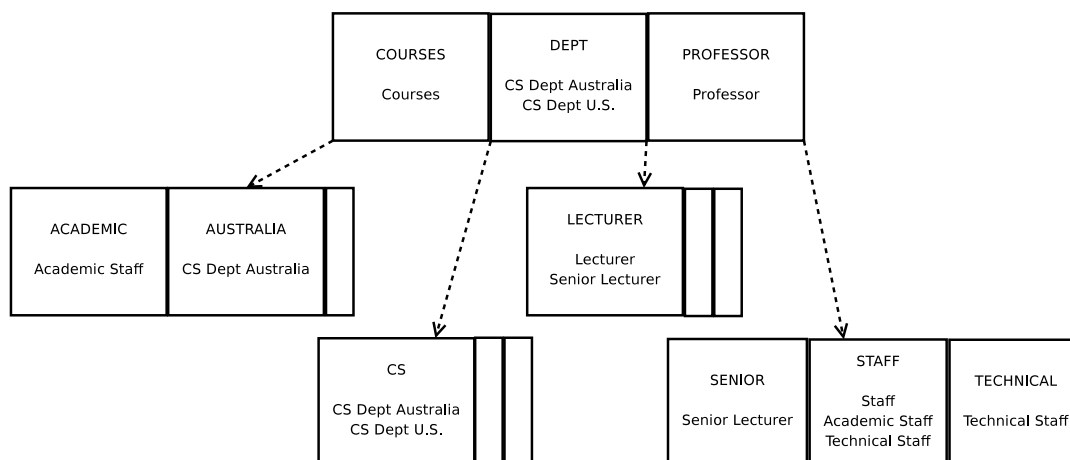 COURSES
Courses
DEPT
CS Dept Australia
CS Dept U.S.
PROFESSOR
Professor
ACADEMIC
Academic Staff
AUSTRALIA
CS Dept Australia
LECTURER
Lecturer
Senior Lecturer
CS
CS Dept Australia
CS Dept U.S.
SENIOR
Senior Lecturer
STAFF
Staff
Academic Staff
Technical Staff
TECHNICAL
Technical Staff